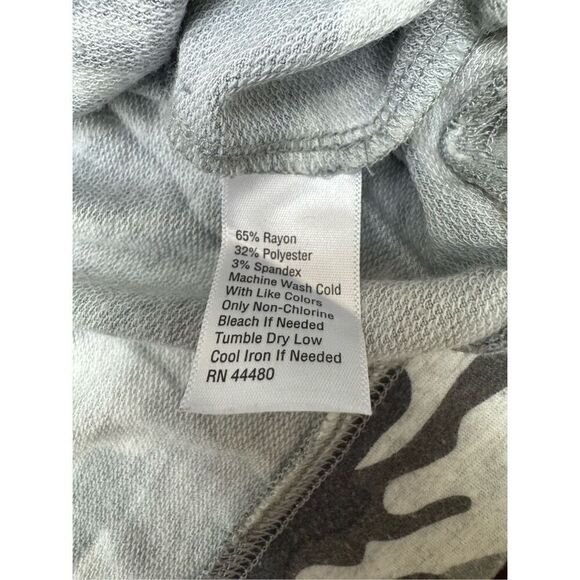 65% Rayon
32% Polyester
3% Spandex
Machine Wash Cold
With Like Colors
Only Non-Chlorine
Bleach If Needed
Tumble Dry Low
Cool Iron If Needed
RN 44480